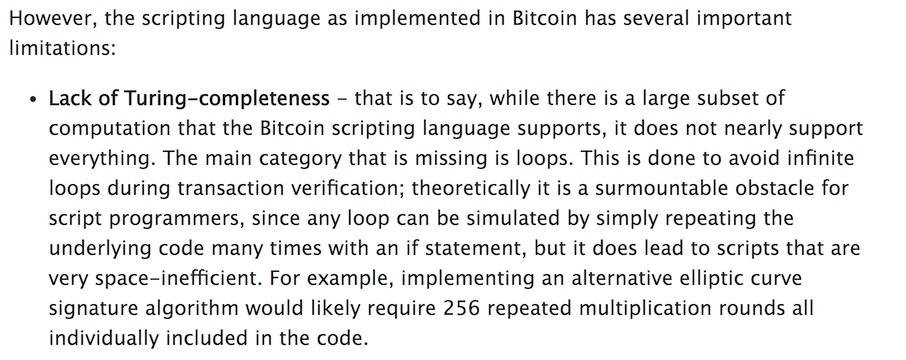 However, the scripting language as implemented in Bitcoin has several important
limitations:
• Lack of Turing-completeness – that is to say, while there is a large subset of
computation that the Bitcoin scripting language supports, it does not nearly support
everything. The main category that is missing is loops. This is done to avoid infinite
loops during transaction verification; theoretically it is a surmountable obstacle for
script programmers, since any loop can be simulated by simply repeating the
underlying code many times with an if statement, but it does lead to scripts that are
very space-inefficient. For example, implementing an alternative elliptic curve
signature algorithm would likely require 256 repeated multiplication rounds all
individually included in the code.